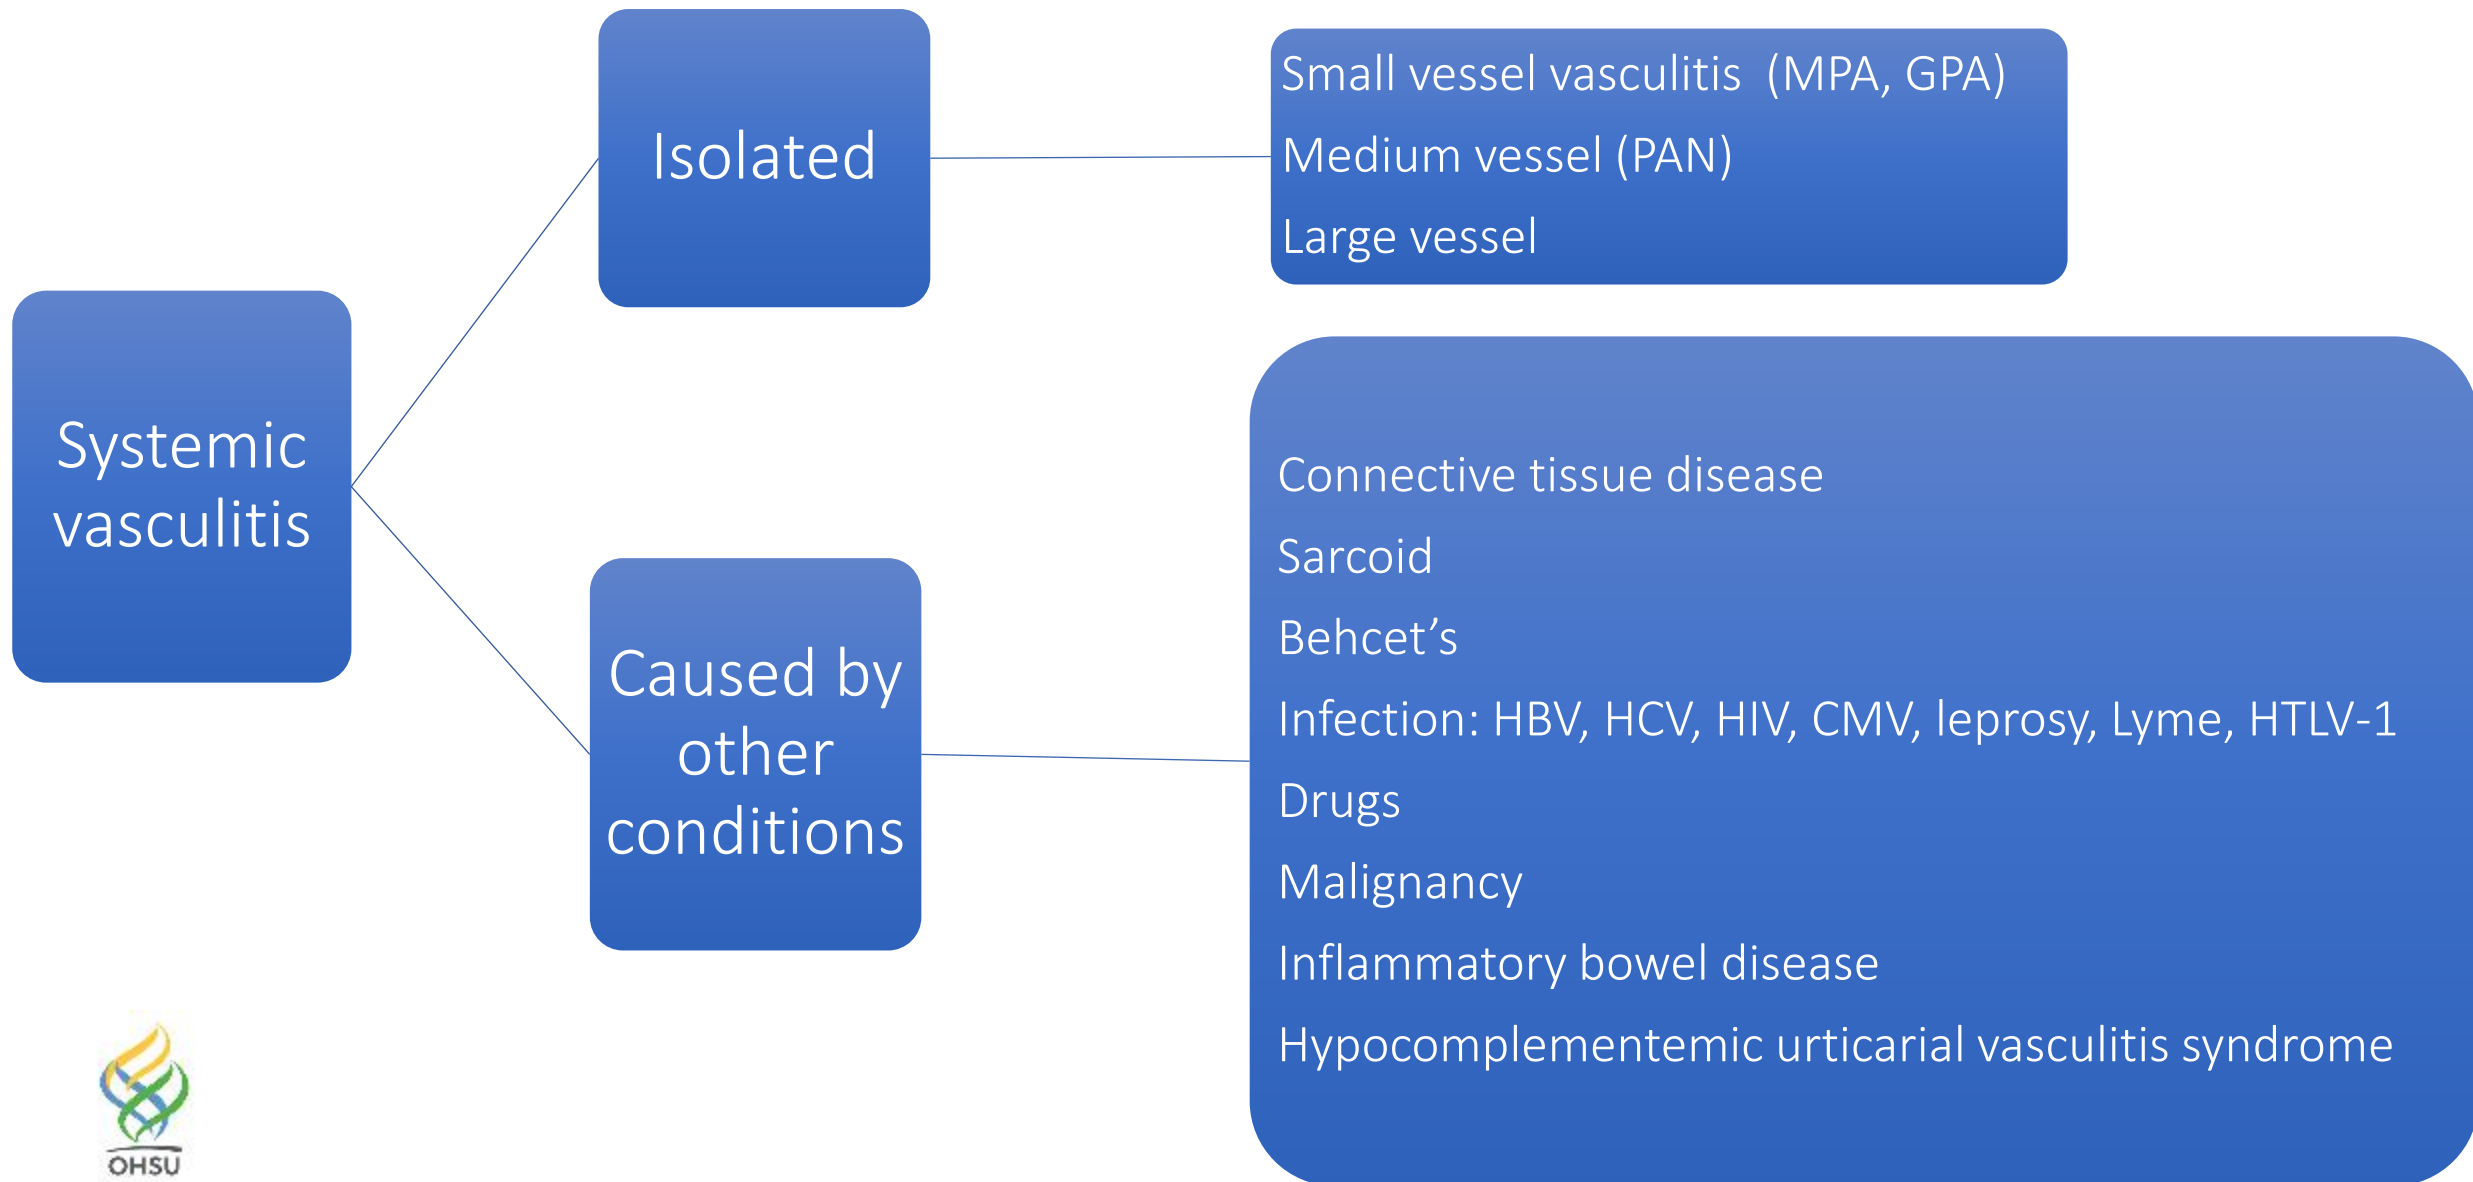 Systemic
vasculitis
Isolated
Small vessel vasculitis  (MPA, GPA)
Medium vessel (PAN)
Large vessel
Caused by
other
conditions
Connective tissue disease
Sarcoid
Behcet’s
Infection: HBV, HCV, HIV, CMV, leprosy, Lyme, HTLV-1
Drugs
Malignancy
Inflammatory bowel disease
Hypocomplementemic urticarial vasculitis syndrome
OHSU